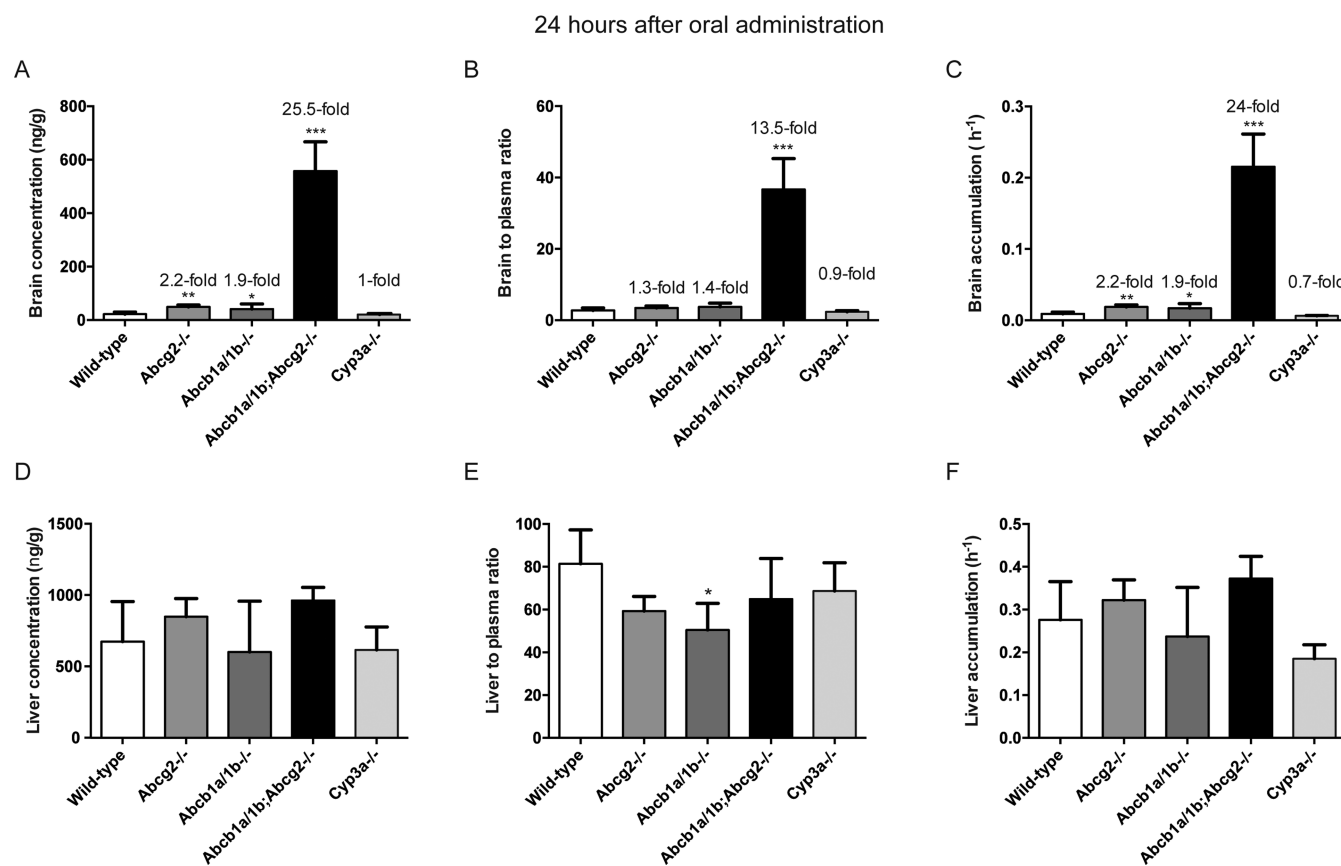 24 hours after oral administration
A
Brain concentration (ng/g)
800
600
400
200
0
2.2-fold
**
1.9-fold
*
25.5-fold
***
1-fold
Wild-type
Abcg2-/-
Abcb1a/1b-/-
Abcb1a/1b;Abcg2-/-
Cyp3a-/-
B
Brain to plasma ratio
60
40
20
0
1.3-fold
1.4-fold
13.5-fold
***
0.9-fold
Wild-type
Abcg2-/-
Abcb1a/1b-/-
Abcb1a/1b;Abcg2-/-
Cyp3a-/-
C
Brain accumulation ( h-1)
0.3
0.2
0.1
0.0
2.2-fold
**
1.9-fold
*
24-fold
***
0.7-fold
Wild-type
Abcg2-/-
Abcb1a/1b-/-
Abcb1a/1b;Abcg2-/-
Cyp3a-/-
D
Liver concentration (ng/g)
1500
1000
500
0
Wild-type
Abcg2-/-
Abcb1a/1b-/-
Abcb1a/1b;Abcg2-/-
Cyp3a-/-
E
Liver to plasma ratio
100
80
60
40
20
0
*
Wild-type
Abcg2-/-
Abcb1a/1b-/-
Abcb1a/1b;Abcg2-/-
Cyp3a-/-
F
Liver accumulation (h-1)
0.5
0.4
0.3
0.2
0.1
0.0
Wild-type
Abcg2-/-
Abcb1a/1b-/-
Abcb1a/1b;Abcg2-/-
Cyp3a-/-